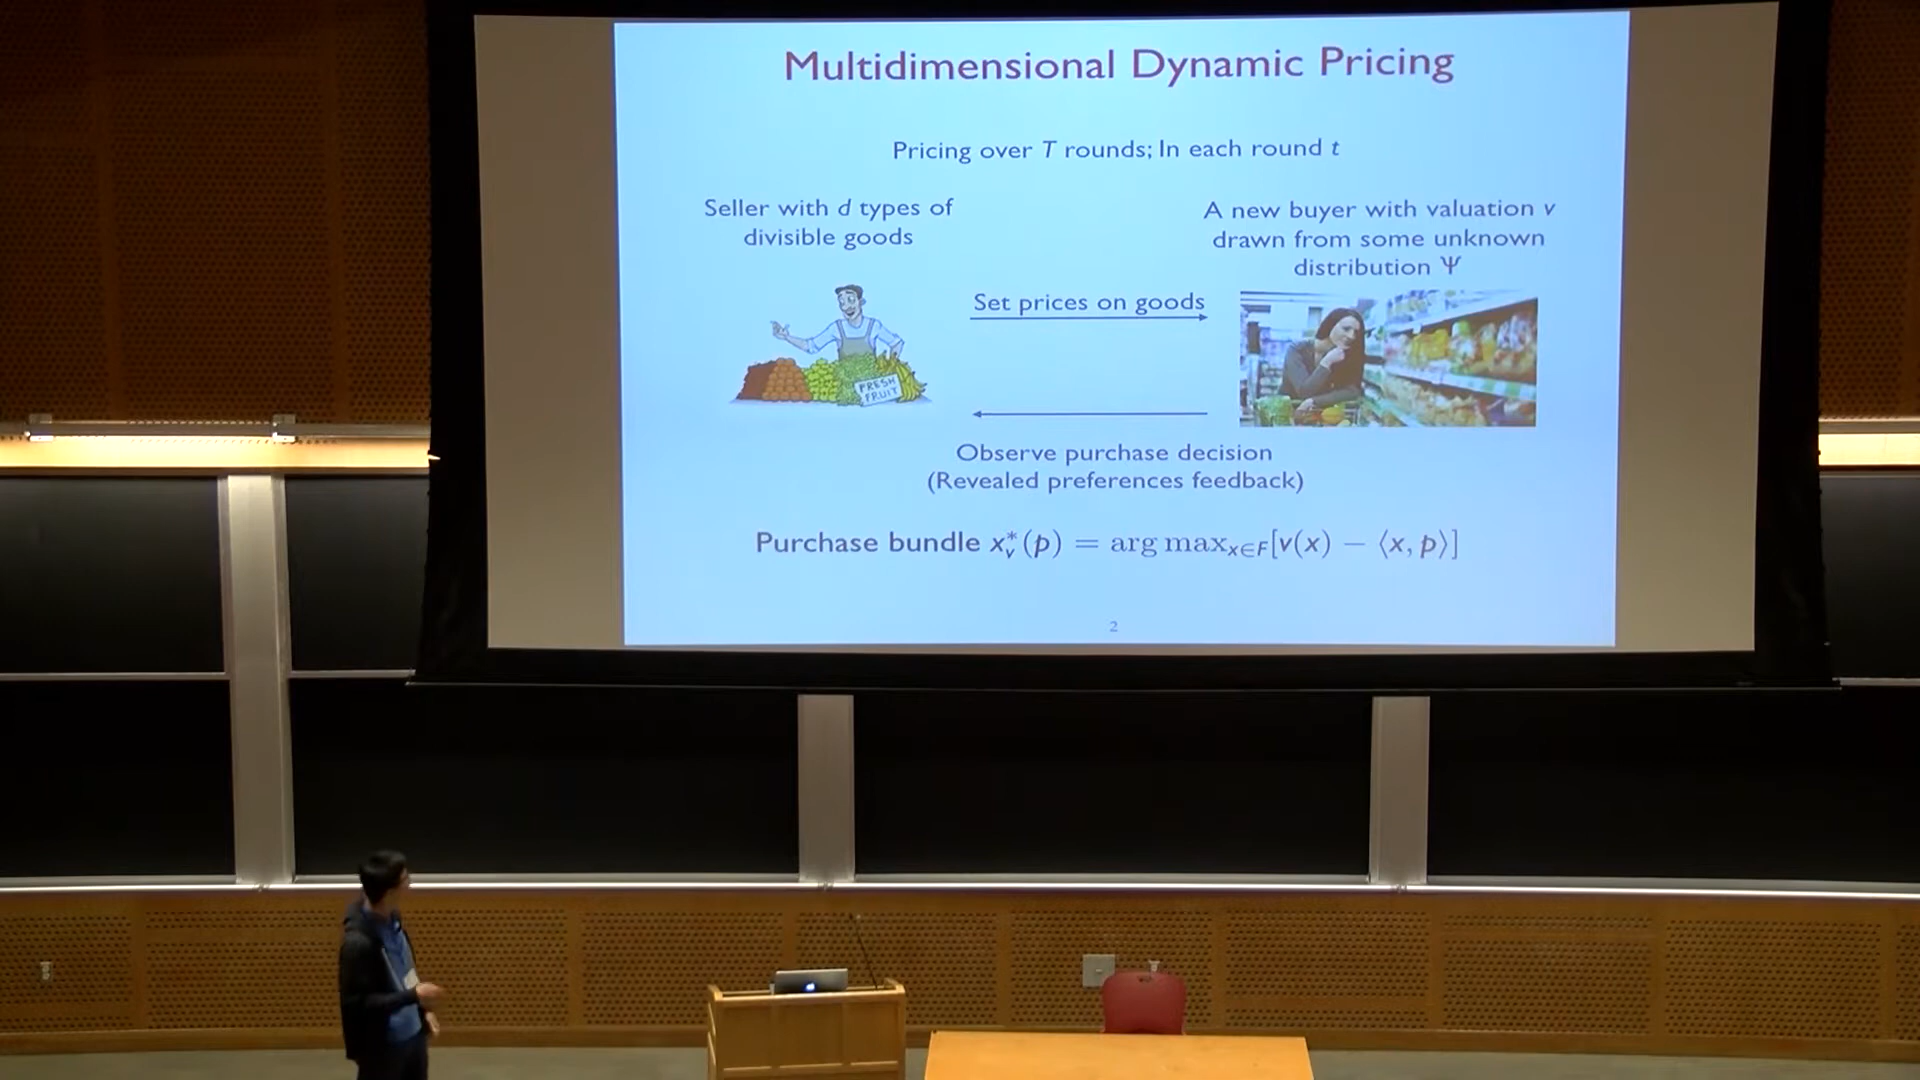 Multidimensional Dynamic Pricing
Pricing over T rounds; In each round t
Seller with d types of
divisible goods
A new buyer with valuation v
drawn from some unknown
distribution Ψ
Set prices on goods
FRESH
FRUIT
Observe purchase decision
(Revealed preferences feedback)
Purchase bundle x*ᵥ(p) = arg maxₓ∈F[v(x) − ⟨x, p⟩]
2